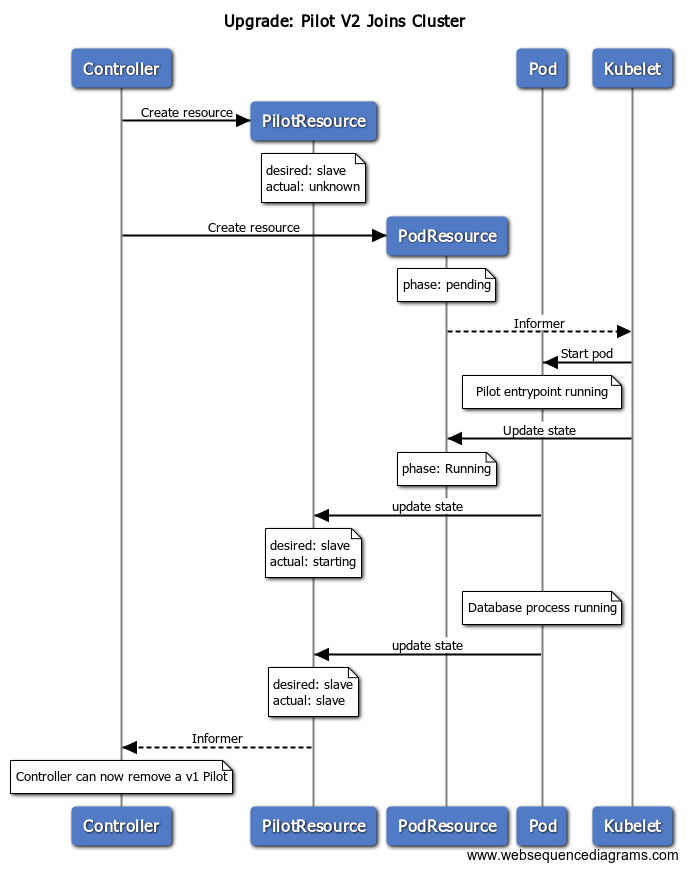 Upgrade: Pilot V2 Joins Cluster
Controller
Pod
Kubelet
Create resource
PilotResource
desired: slave
actual: unknown
Create resource
PodResource
phase: pending
Informer
Start pod
Pilot entrypoint running
Update state
phase: Running
update state
desired: slave
actual: starting
Database process running
update state
desired: slave
actual: slave
Informer
Controller can now remove a v1 Pilot
Controller
PilotResource
PodResource
Pod
Kubelet
www.websequencediagrams.com